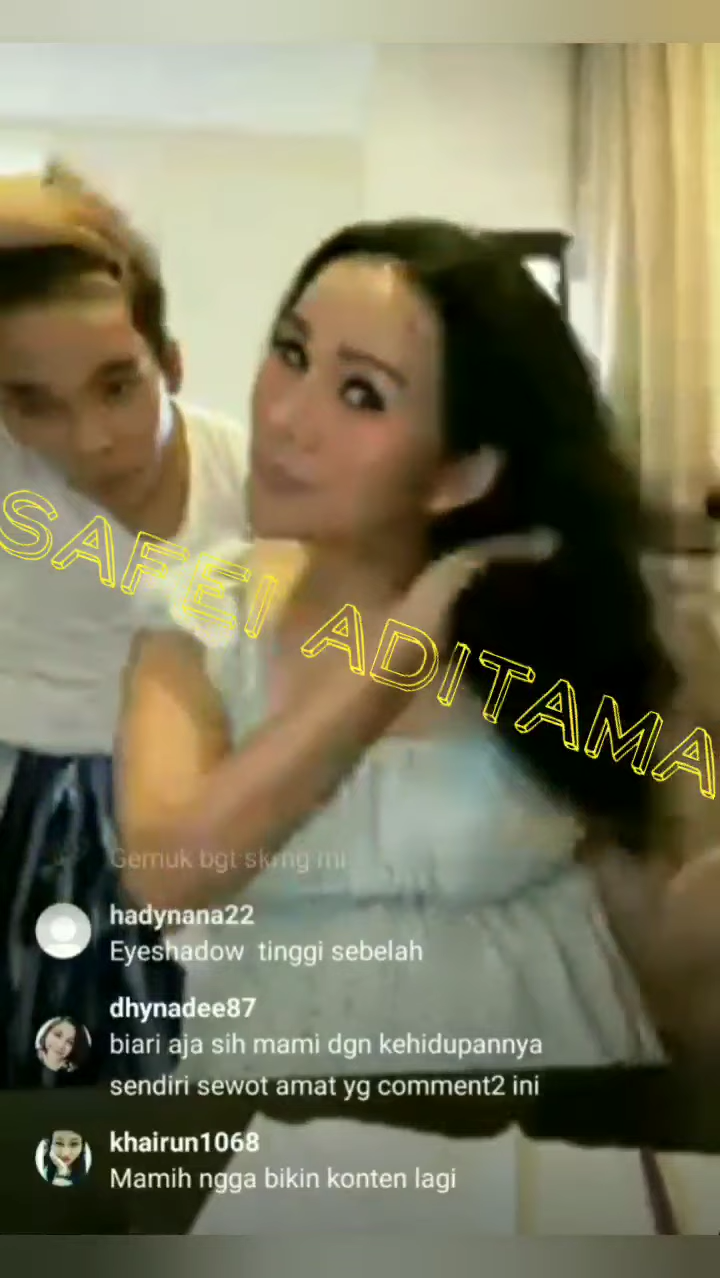 SAFEI ADITAMA
Gemuk bgt skrng mi
hadynana22
Eyeshadow tinggi sebelah
dhynadee87
biari aja sih mami dgn kehidupannya
sendiri sewot amat yg comment2 ini
khairun1068
Mamih ngga bikin konten lagi